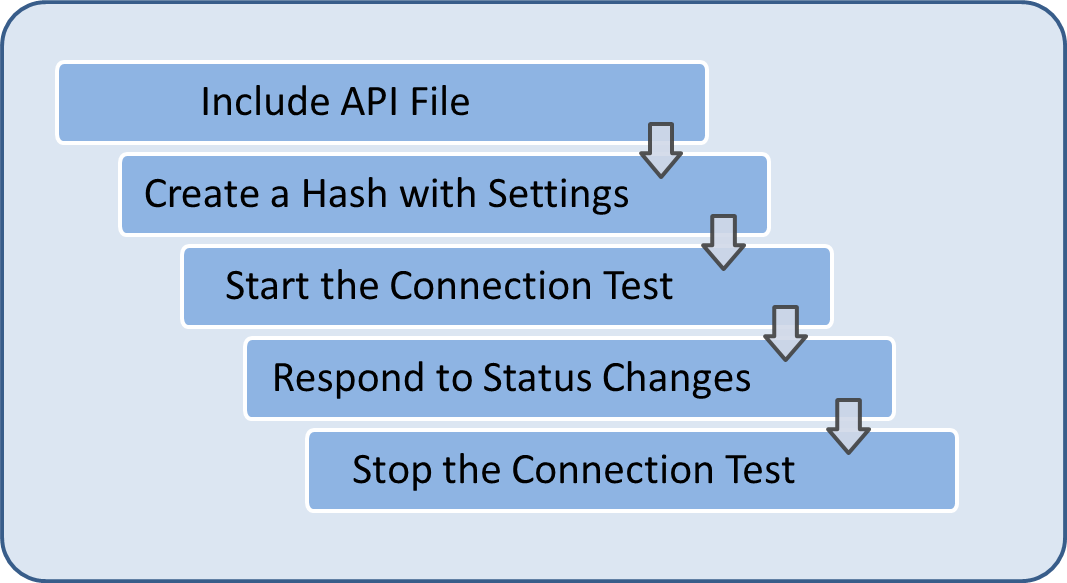 Include API File
Create a Hash with Settings
Start the Connection Test
Respond to Status Changes
Stop the Connection Test